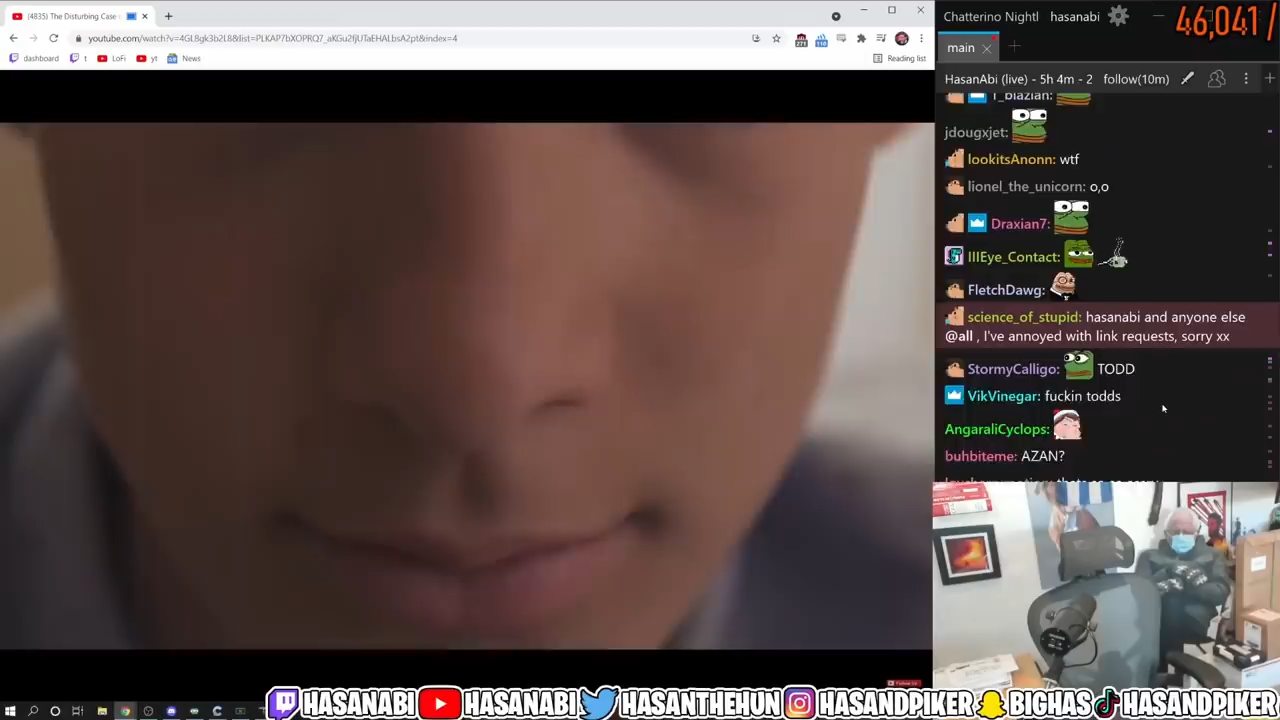 (4835) The Disturbing Case
youtube.com/watch?v=4GL8gk3b2L8&list=PLKAP7bXOPRQ7_aKGu2fjUTaEHALbsA2pt&index=4
dashboard t LoFi yt News
Reading list
271
Chatterino Nightl hasanabi
46,041 /
main
HasanAbi (live) - 5h 4m - 2 follow(10m)
T_blazian:
jdougxjet:
lookitsAnonn: wtf
lionel_the_unicorn: o,o
Draxian7:
IIIEye_Contact:
FletchDawg:
science_of_stupid: hasanabi and anyone else
@all , I've annoyed with link requests, sorry xx
StormyCalligo: TODD
VikVinegar: fuckin todds
AngaraliCyclops:
buhbiteme: AZAN?
HASANABI HASANABI HASANTHEHUN HASANDPIKER BIGHAS HASANDPIKER